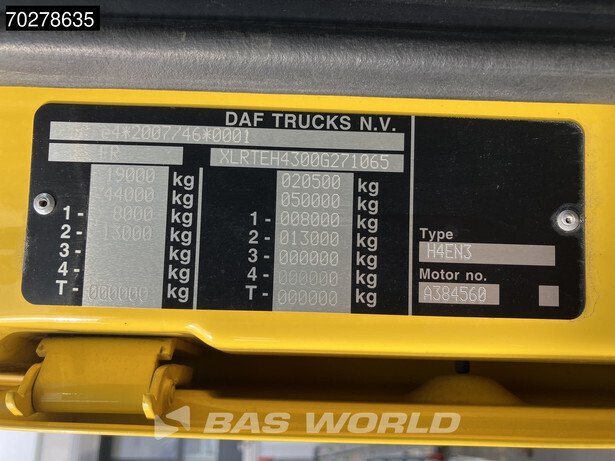 70278635
DAF TRUCKS N.V.
e4*2007/46*0001
FR XLRTEH4300G271065
19000 kg 020500 kg
44000 kg 050000 kg
1- 8000 kg 1- 008000 kg
2- 13000 kg 2- 013000 kg
3- kg 3- 000000 kg
4- kg 4- 000000 kg
T- 000000 kg T- 000000 kg
Type
H4EN3
Motor no.
A384560
BAS WORLD